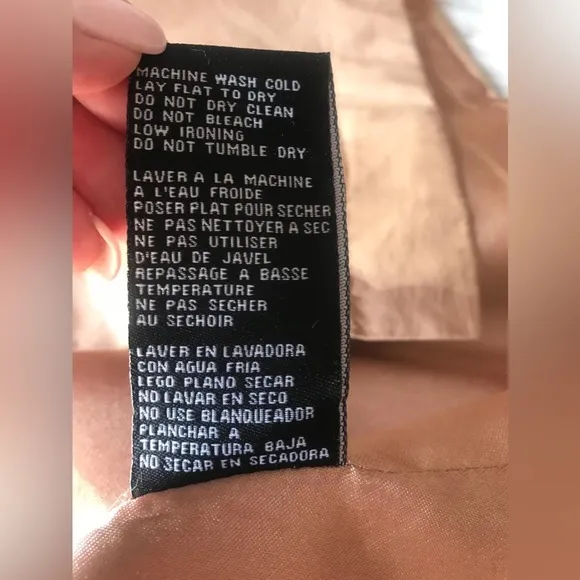 MACHINE WASH COLD
LAY FLAT TO DRY
DO NOT DRY CLEAN
DO NOT BLEACH
LOW IRONING
DO NOT TUMBLE DRY
LAVER A LA MACHINE
A L'EAU FROIDE
POSER PLAT POUR SECHER
NE PAS NETTOYER A SEC
NE PAS UTILISER
D'EAU DE JAVEL
REPASSAGE A BASSE
TEMPERATURE
NE PAS SECHER
AU SECHOIR
LAVER EN LAVADORA
CON AGUA FRIA
LEGO PLANO SECAR
NO LAVAR EN SECO
NO USE BLANQUEADOR
PLANCHAR A
TEMPERATURA BAJA
NO SECAR EN SECADORA